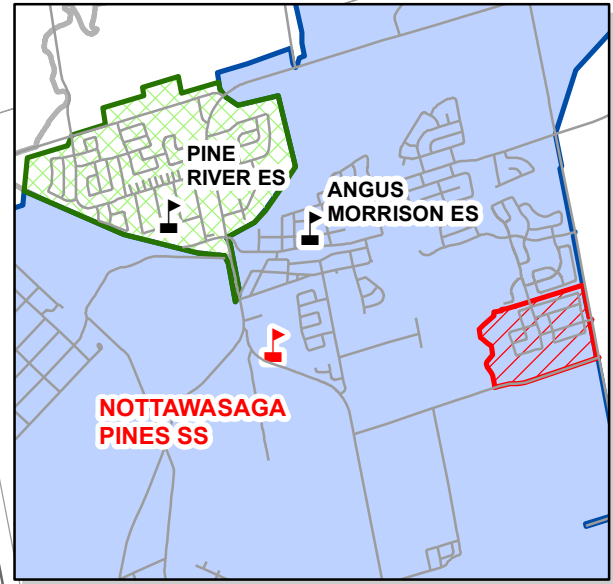 PINE
RIVER ES
ANGUS
MORRISON ES
NOTTAWASAGA
PINES SS